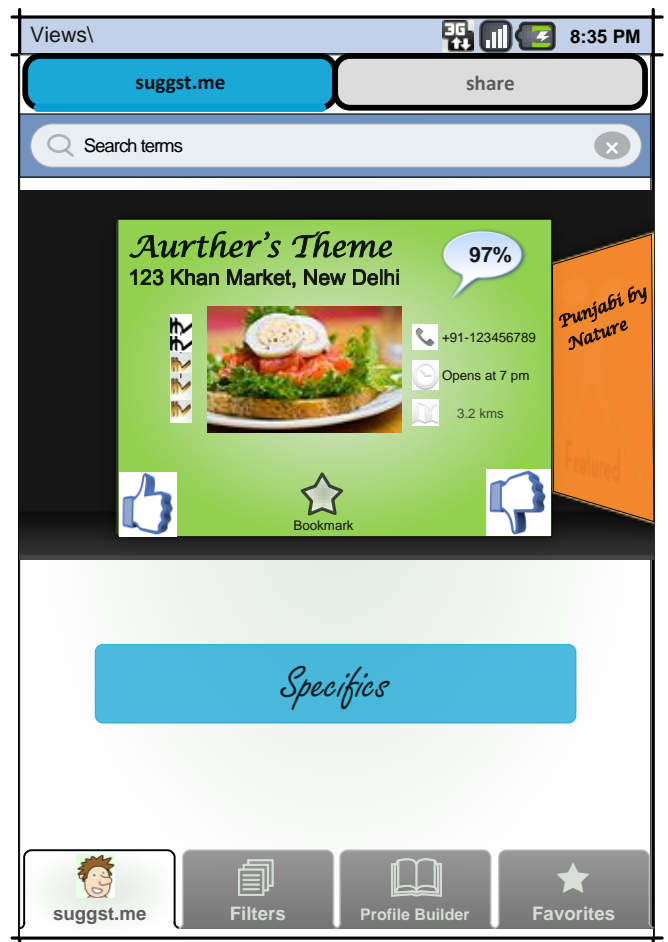 Views\
3G
8:35 PM
suggst.me
share
Search terms
Aurther's Theme
97%
123 Khan Market, New Delhi
+91-123456789
Opens at 7 pm
3.2 kms
Bookmark
Punjabi by
Nature
Featured
Specifics
suggst.me
Filters
Profile Builder
Favorites